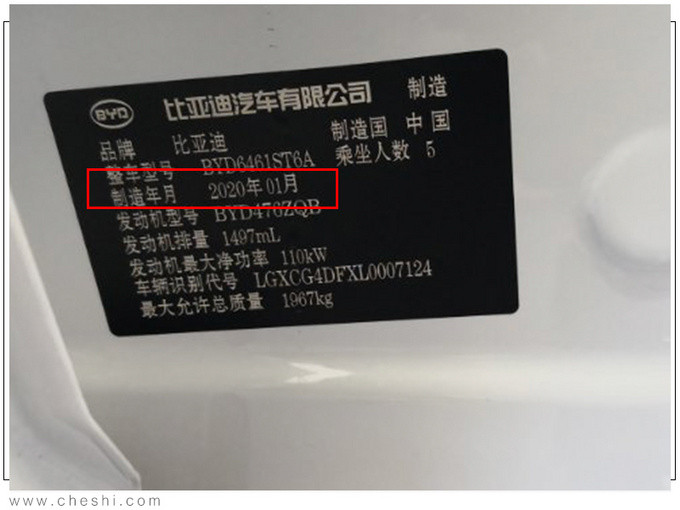 BYD 比亚迪汽车有限公司 制造
品牌 比亚迪 制造国 中国
整车型号 BYD6461ST6A 乘坐人数 5
制造年月 2020年01月
发动机型号 BYD476ZQB
发动机排量 1497mL
发动机最大净功率 110kW
车辆识别代号 LGXCG4DFXL0007124
最大允许总质量 1967kg
www.cheshi.com